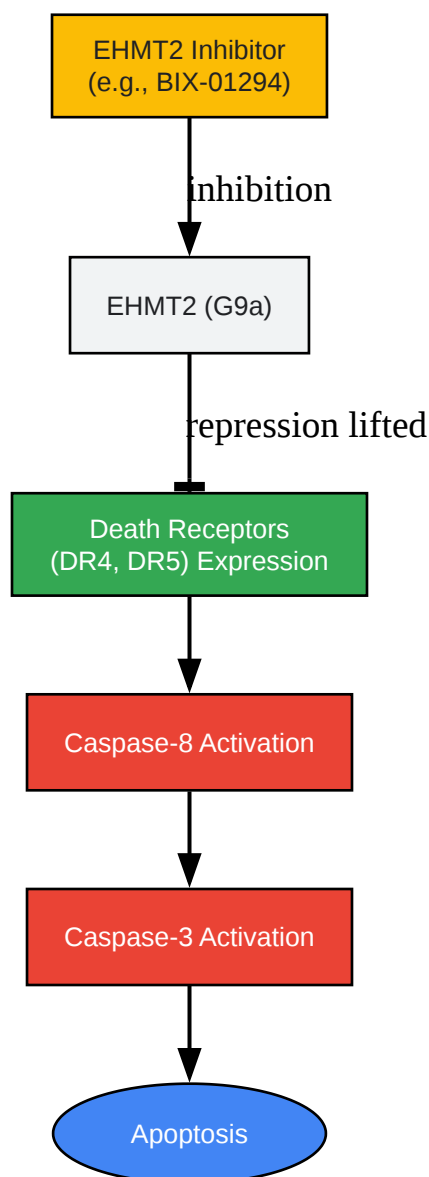 EHMT2 Inhibitor
(e.g., BIX-01294)
inhibition
EHMT2 (G9a)
repression lifted
Death Receptors
(DR4, DR5) Expression
Caspase-8 Activation
Caspase-3 Activation
Apoptosis